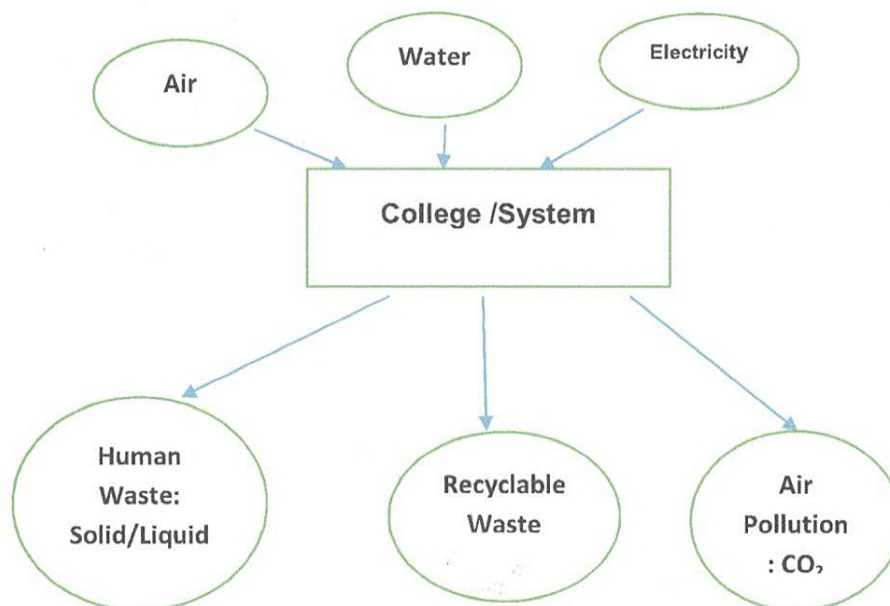 Air
Water
Electricity
College /System
Human
Waste:
Solid/Liquid
Recyclable
Waste
Air
Pollution
: CO₂